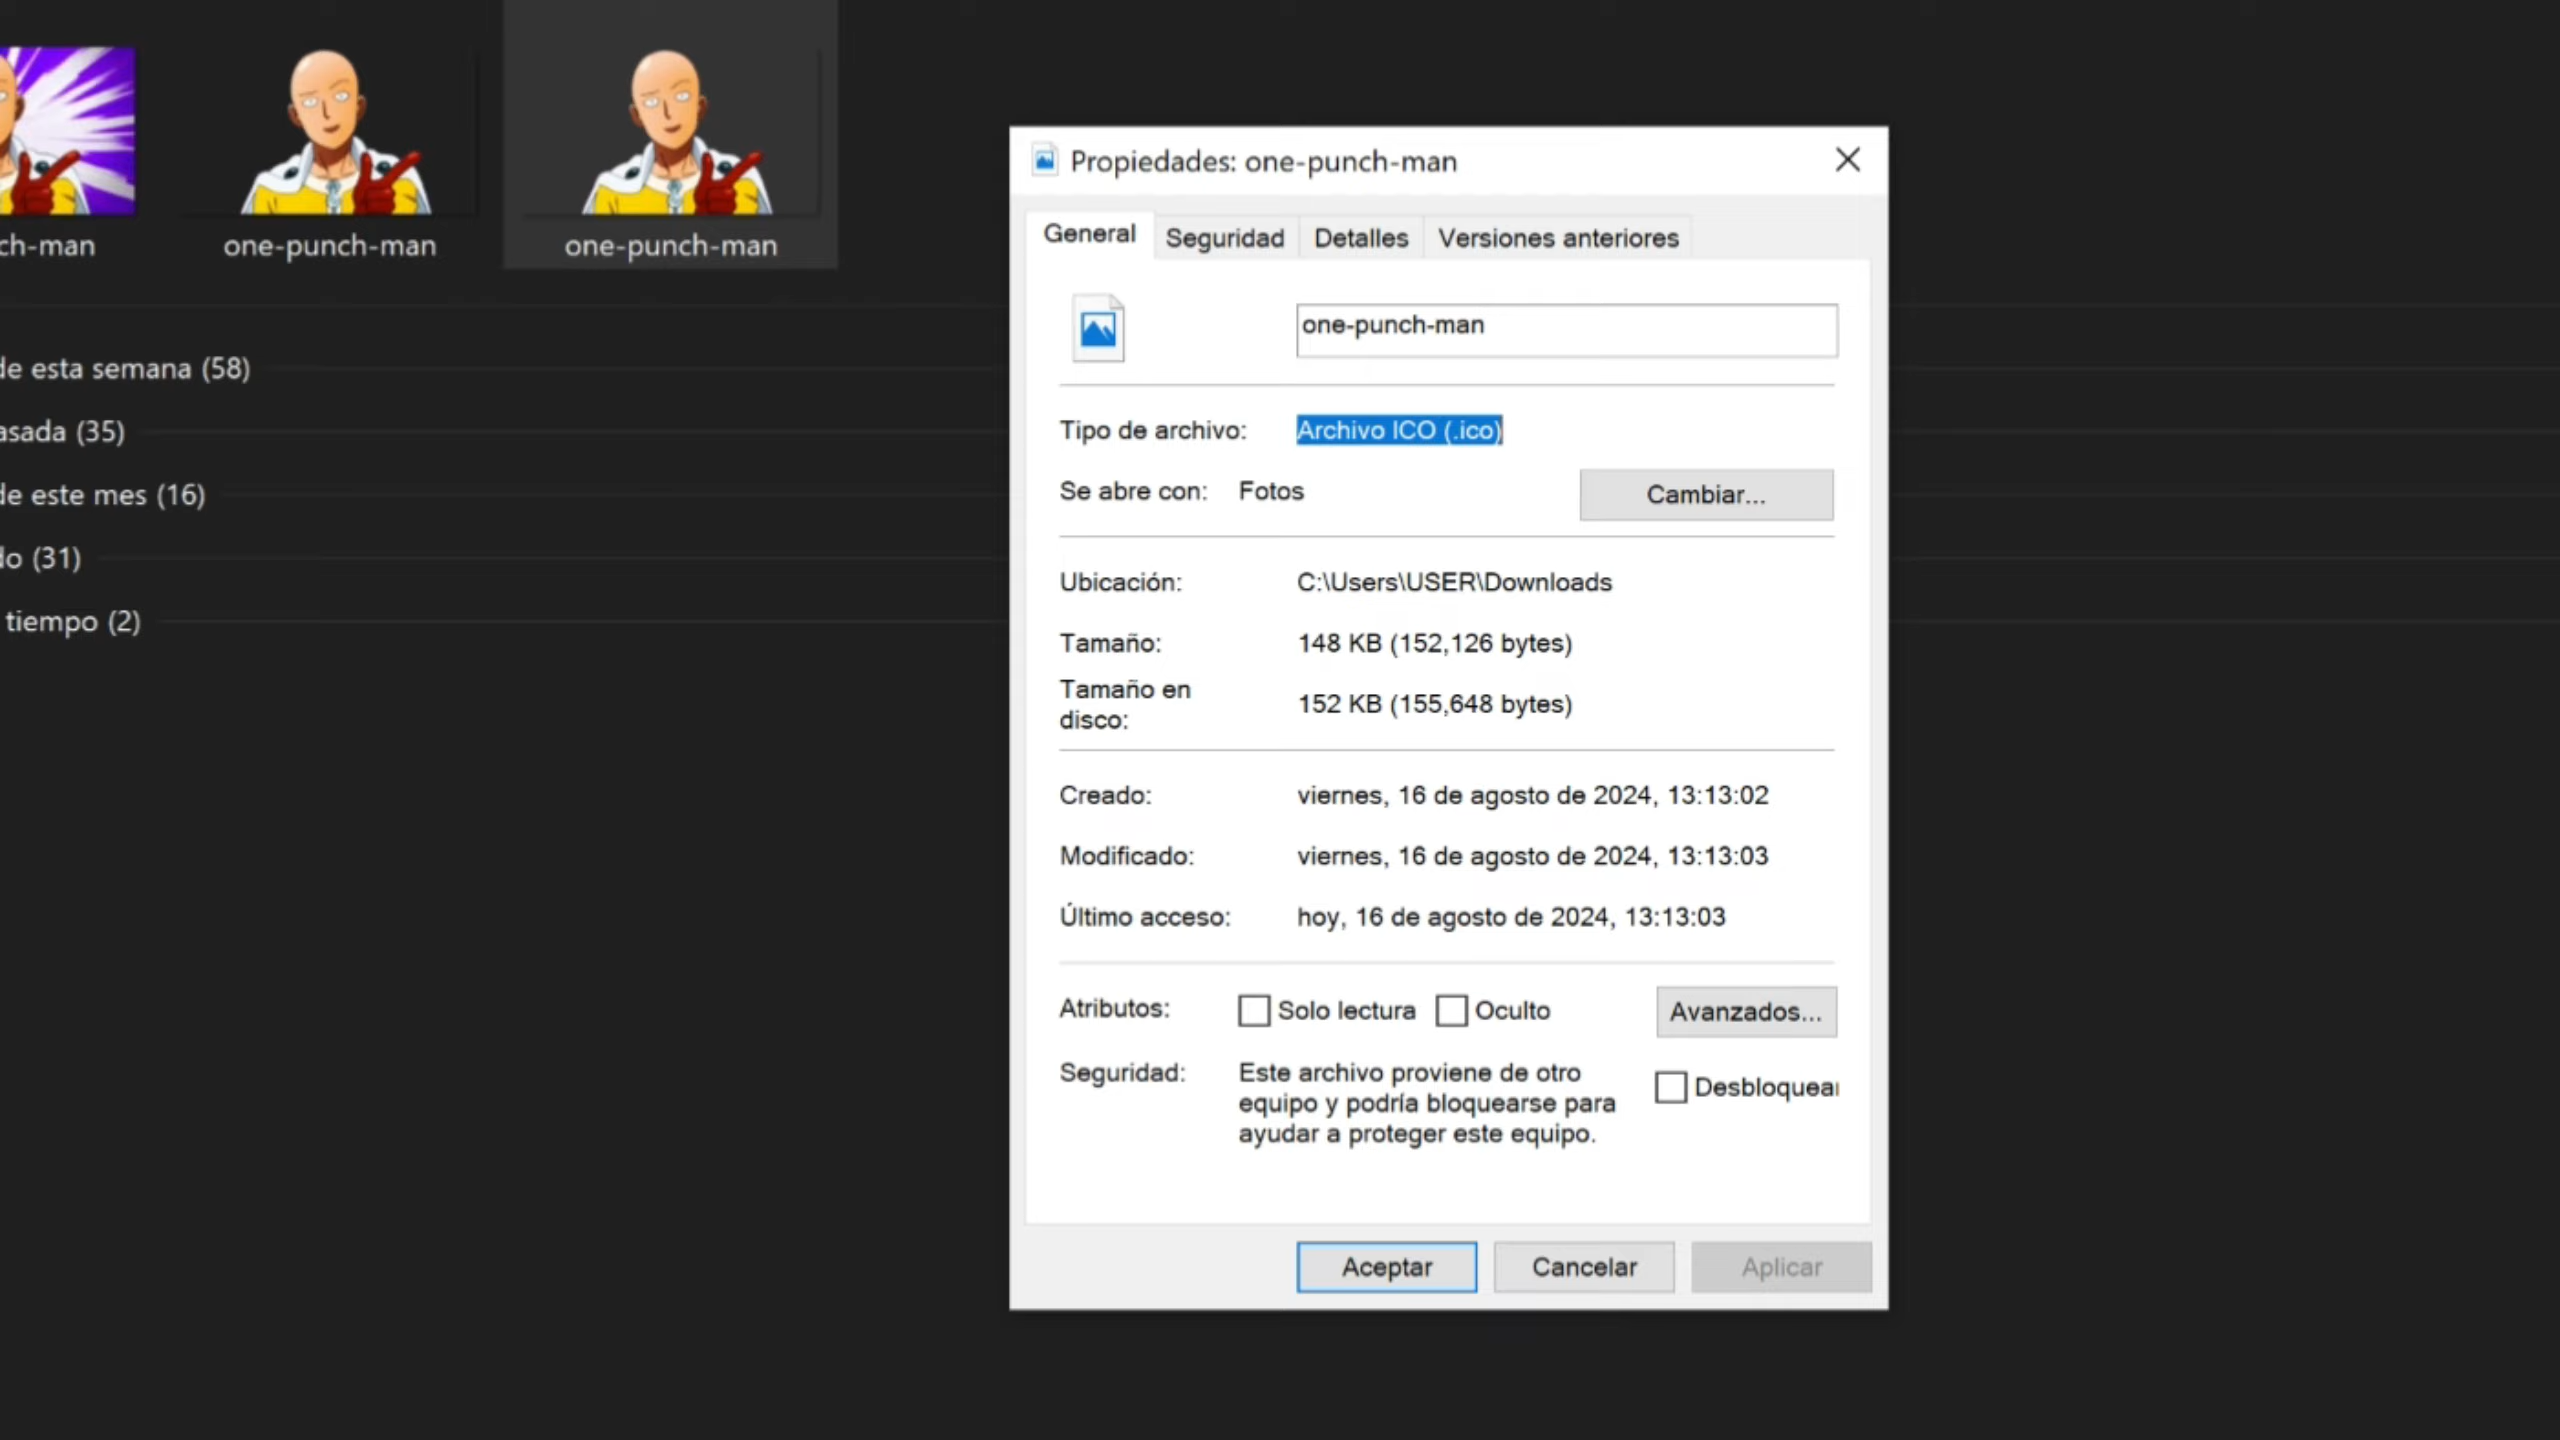 ch-man
one-punch-man
one-punch-man
de esta semana (58)
asada (35)
de este mes (16)
do (31)
tiempo (2)
Propiedades: one-punch-man
General
Seguridad
Detalles
Versiones anteriores
one-punch-man
Tipo de archivo: Archivo ICO (.ico)
Se abre con: Fotos
Cambiar...
Ubicación: C:\Users\USER\Downloads
Tamaño: 148 KB (152,126 bytes)
Tamaño en
disco:
152 KB (155,648 bytes)
Creado: viernes, 16 de agosto de 2024, 13:13:02
Modificado: viernes, 16 de agosto de 2024, 13:13:03
Último acceso: hoy, 16 de agosto de 2024, 13:13:03
Atributos: Solo lectura Oculto
Avanzados...
Seguridad: Este archivo proviene de otro
equipo y podría bloquearse para
ayudar a proteger este equipo.
Desbloquear
Aceptar
Cancelar
Aplicar